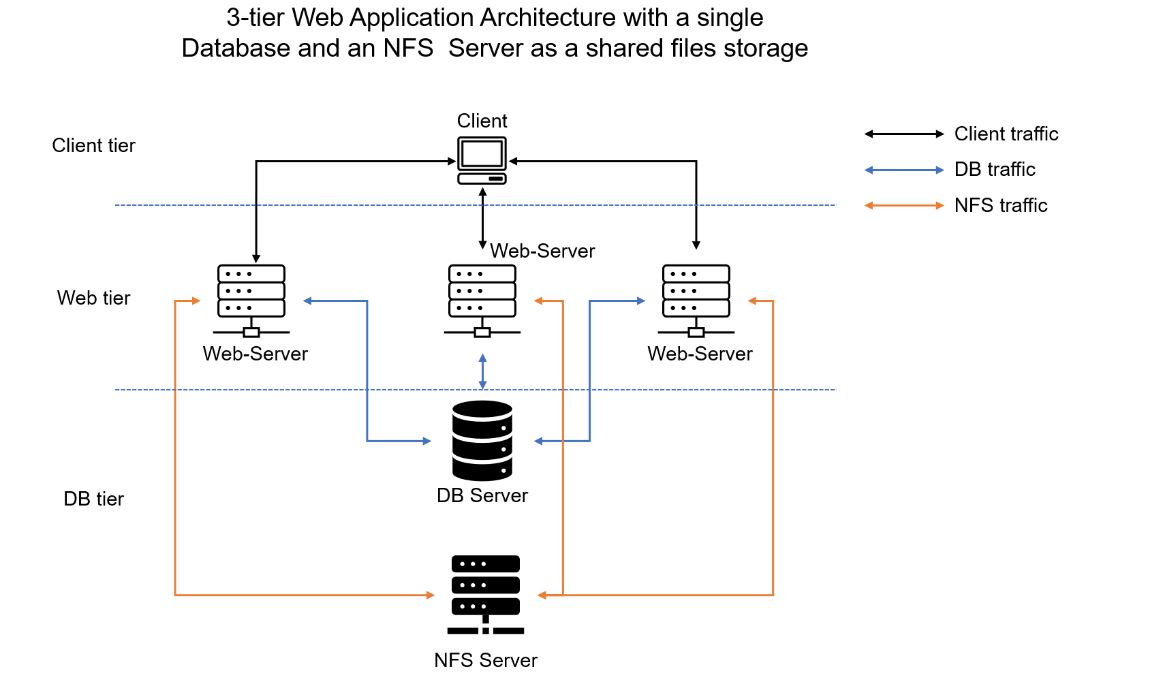 3-tier Web Application Architecture with a single
Database and an NFS Server as a shared files storage
Client
Client tier
Client traffic
DB traffic
NFS traffic
Web-Server
Web tier
Web-Server
Web-Server
DB Server
DB tier
NFS Server